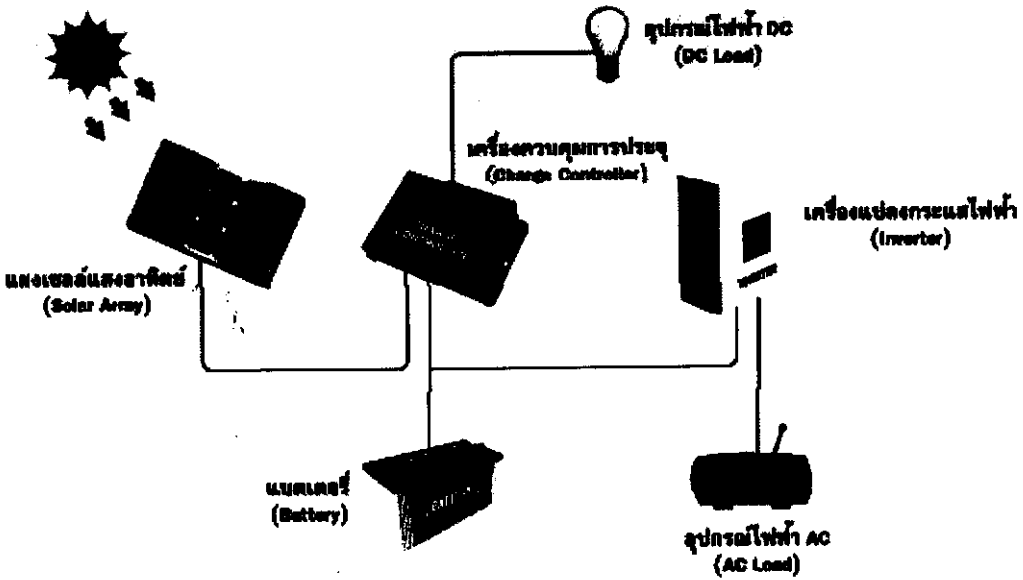 อุปกรณ์ไฟฟ้า DC
(DC Load)
เครื่องควบคุมการประจุ
(Charge Controller)
เครื่องแปลงกระแสไฟฟ้า
(Inverter)
แผงเซลล์แสงอาทิตย์
(Solar Array)
INVERTER
แบตเตอรี่
(Battery)
อุปกรณ์ไฟฟ้า AC
(AC Load)